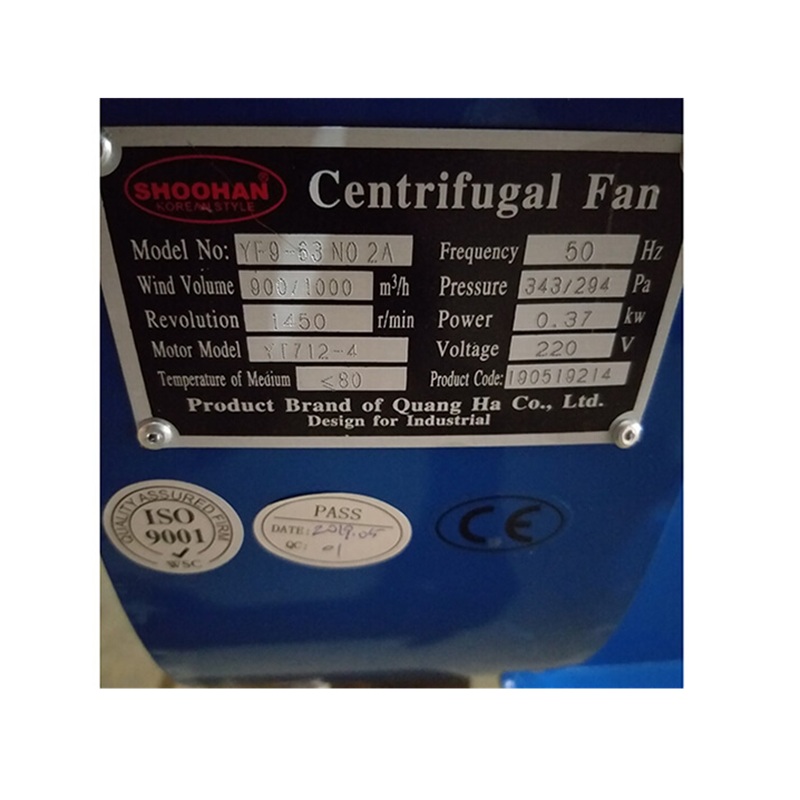 SHOOHAN
KOREAN STYLE
Centrifugal Fan
Model No: YF9-63 NO 2A
Frequency 50 Hz
Wind Volume 900/1000 m³/h
Pressure 343/294 Pa
Revolution 1450 r/min
Power 0.37 kw
Motor Model YT712-4
Voltage 220 V
Temperature of Medium ≤80
Product Code: 190519214
Product Brand of Quang Ha Co., Ltd.
Design for Industrial
QUALITY ASSURED FIRM
ISO
9001
WSC
PASS
DATE: 2019.05
QC: 01
CE